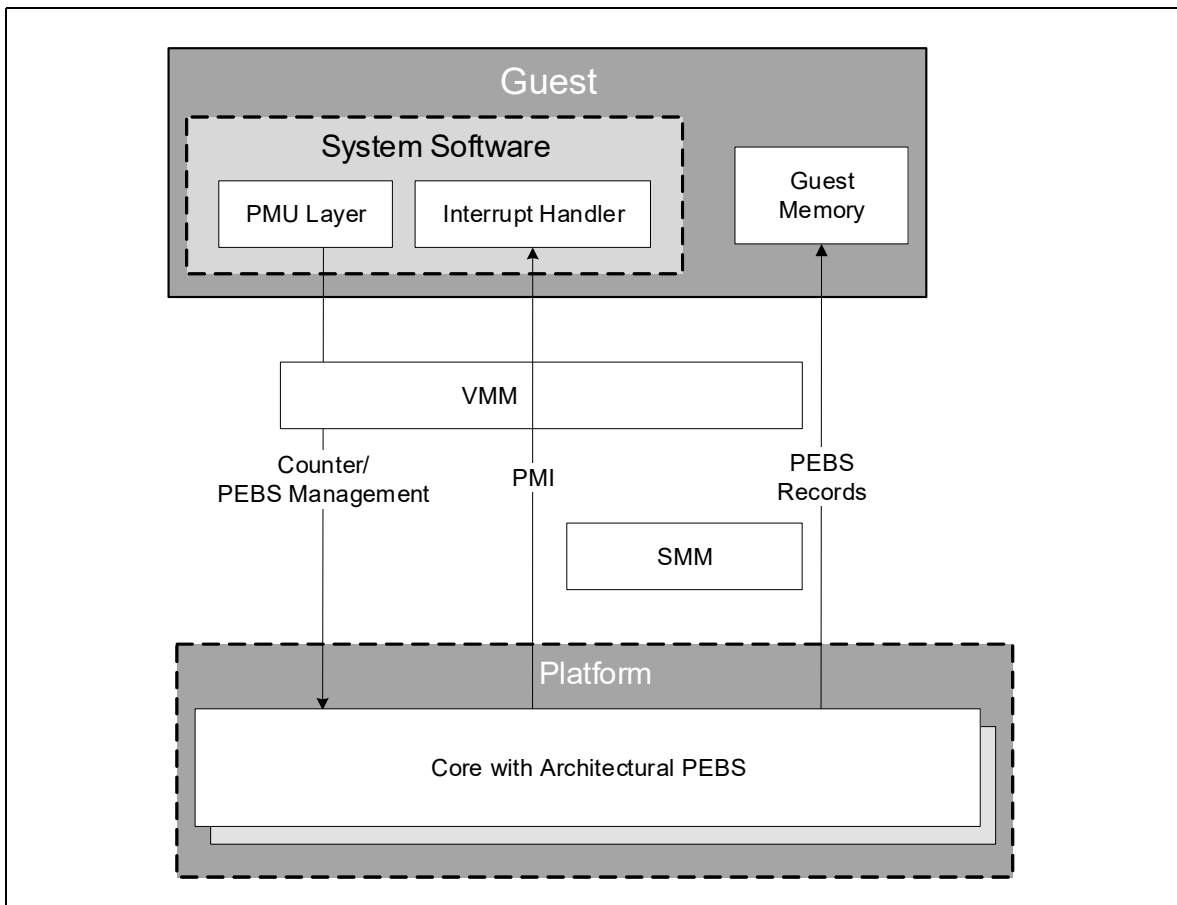 Guest
System Software
PMU Layer
Interrupt Handler
Guest
Memory
VMM
Counter/
PEBS Management
PMI
PEBS
Records
SMM
Platform
Core with Architectural PEBS